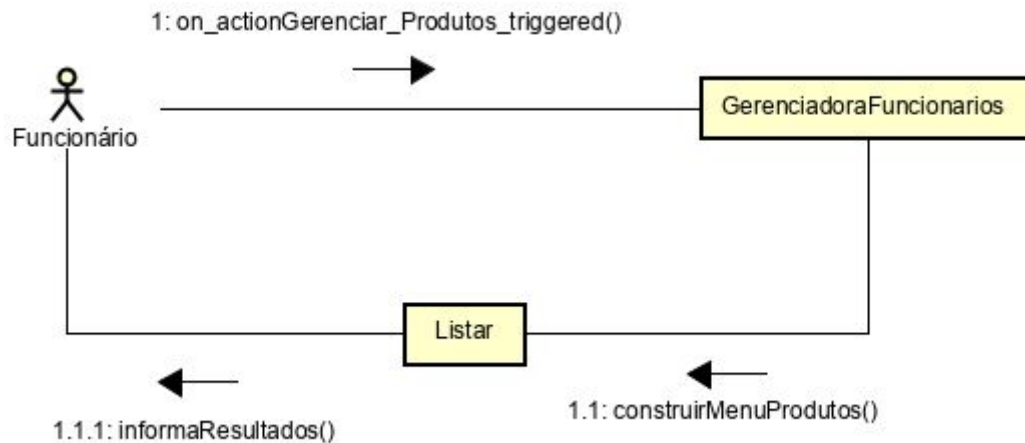 1: on_actionGerenciar_Produtos_triggered()
GerenciadoraFuncionarios
Funcionário
Listar
1.1: construirMenuProdutos()
1.1.1: informaResultados()